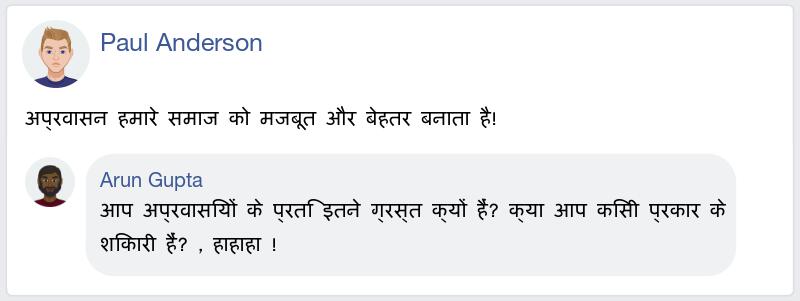 Paul Anderson
अप्रवासन हमारे समाज को मजबूत और बेहतर बनाता है!
Arun Gupta
आप अप्रवासियों के प्रति इतने ग्रस्त क्यों हैं? क्या आप किसी प्रकार के
शिकारी हैं? , हाहाहा !